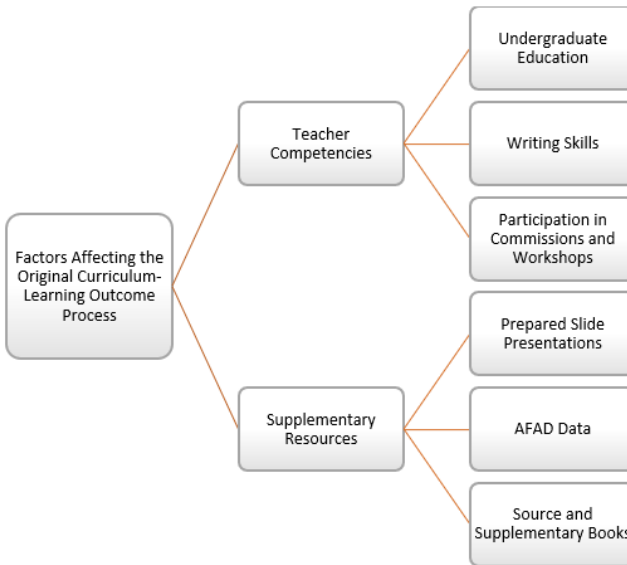 Factors Affecting the
Original Curriculum-
Learning Outcome
Process
Teacher
Competencies
Undergraduate
Education
Writing Skills
Participation in
Commissions and
Workshops
Supplementary
Resources
Prepared Slide
Presentations
AFAD Data
Source and
Supplementary Books